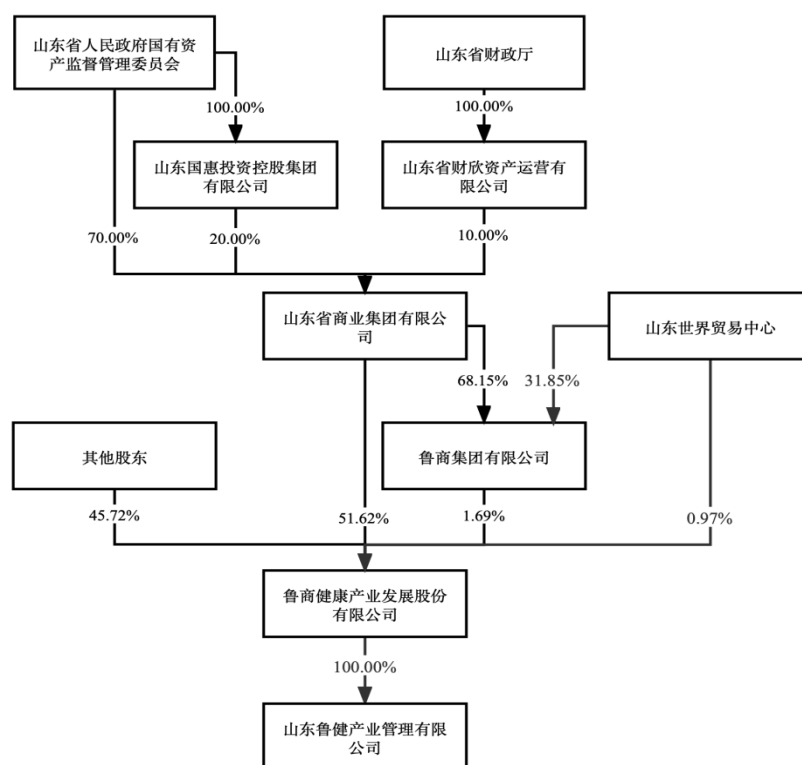 山东省人民政府国有资
产监督管理委员会
山东省财政厅
100.00%
100.00%
山东国惠投资控股集团
有限公司
山东省财欣资产运营有
限公司
70.00%
20.00%
10.00%
山东省商业集团有限公
司
山东世界贸易中心
68.15%
31.85%
其他股东
鲁商集团有限公司
45.72%
51.62%
1.69%
0.97%
鲁商健康产业发展股份
有限公司
100.00%
山东鲁健产业管理有限
公司